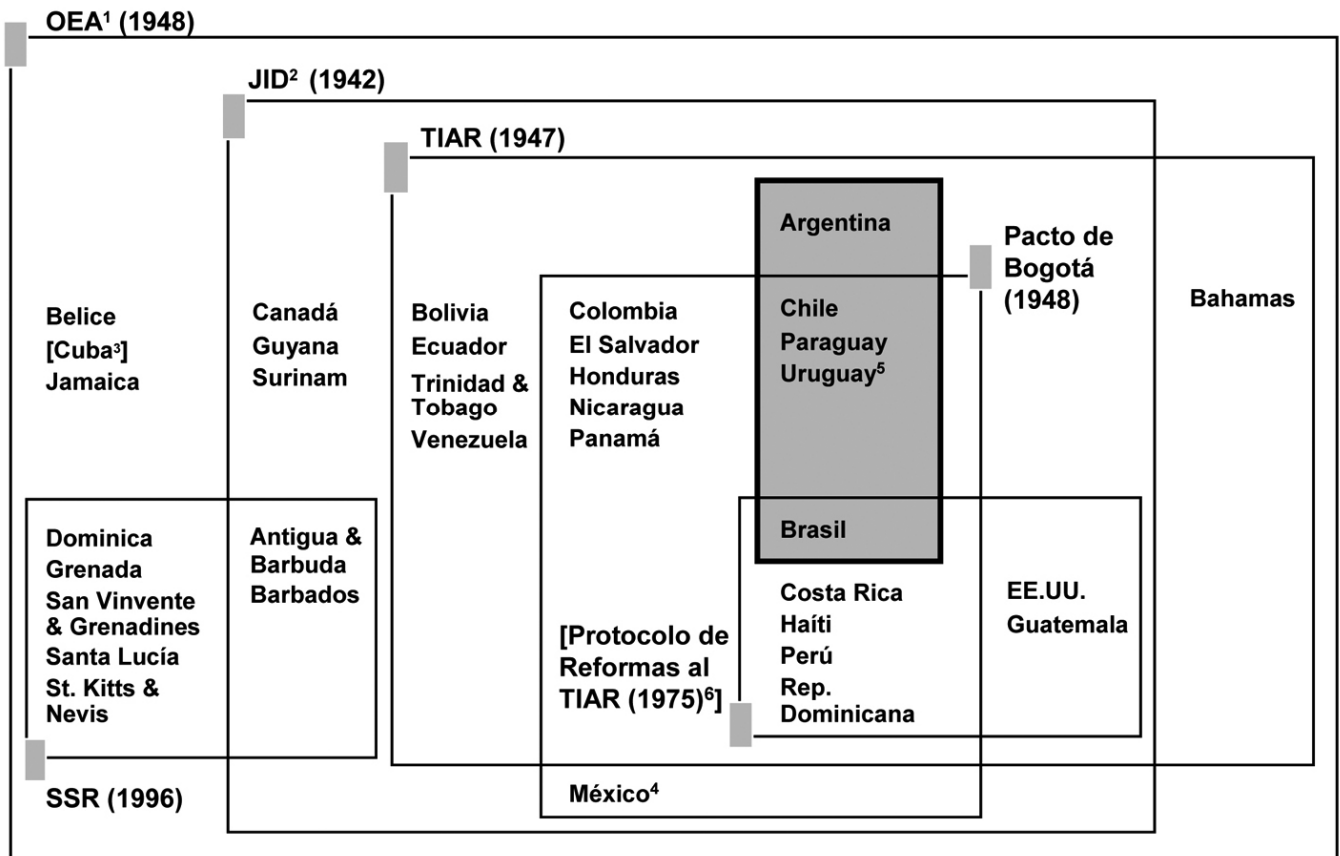 OEA¹ (1948)
JID² (1942)
TIAR (1947)
Argentina
Pacto de
Bogotá
(1948)
Belice
[Cuba³]
Jamaica
Canadá
Guyana
Surinam
Bolivia
Ecuador
Trinidad &
Tobago
Venezuela
Colombia
El Salvador
Honduras
Nicaragua
Panamá
Chile
Paraguay
Uruguay⁵
Bahamas
Dominica
Grenada
San Vinvente
& Grenadines
Santa Lucía
St. Kitts &
Nevis
Antigua &
Barbuda
Barbados
Brasil
[Protocolo de
Reformas al
TIAR (1975)⁶]
Costa Rica
Haíti
Perú
Rep.
Dominicana
EE.UU.
Guatemala
SSR (1996)
México⁴